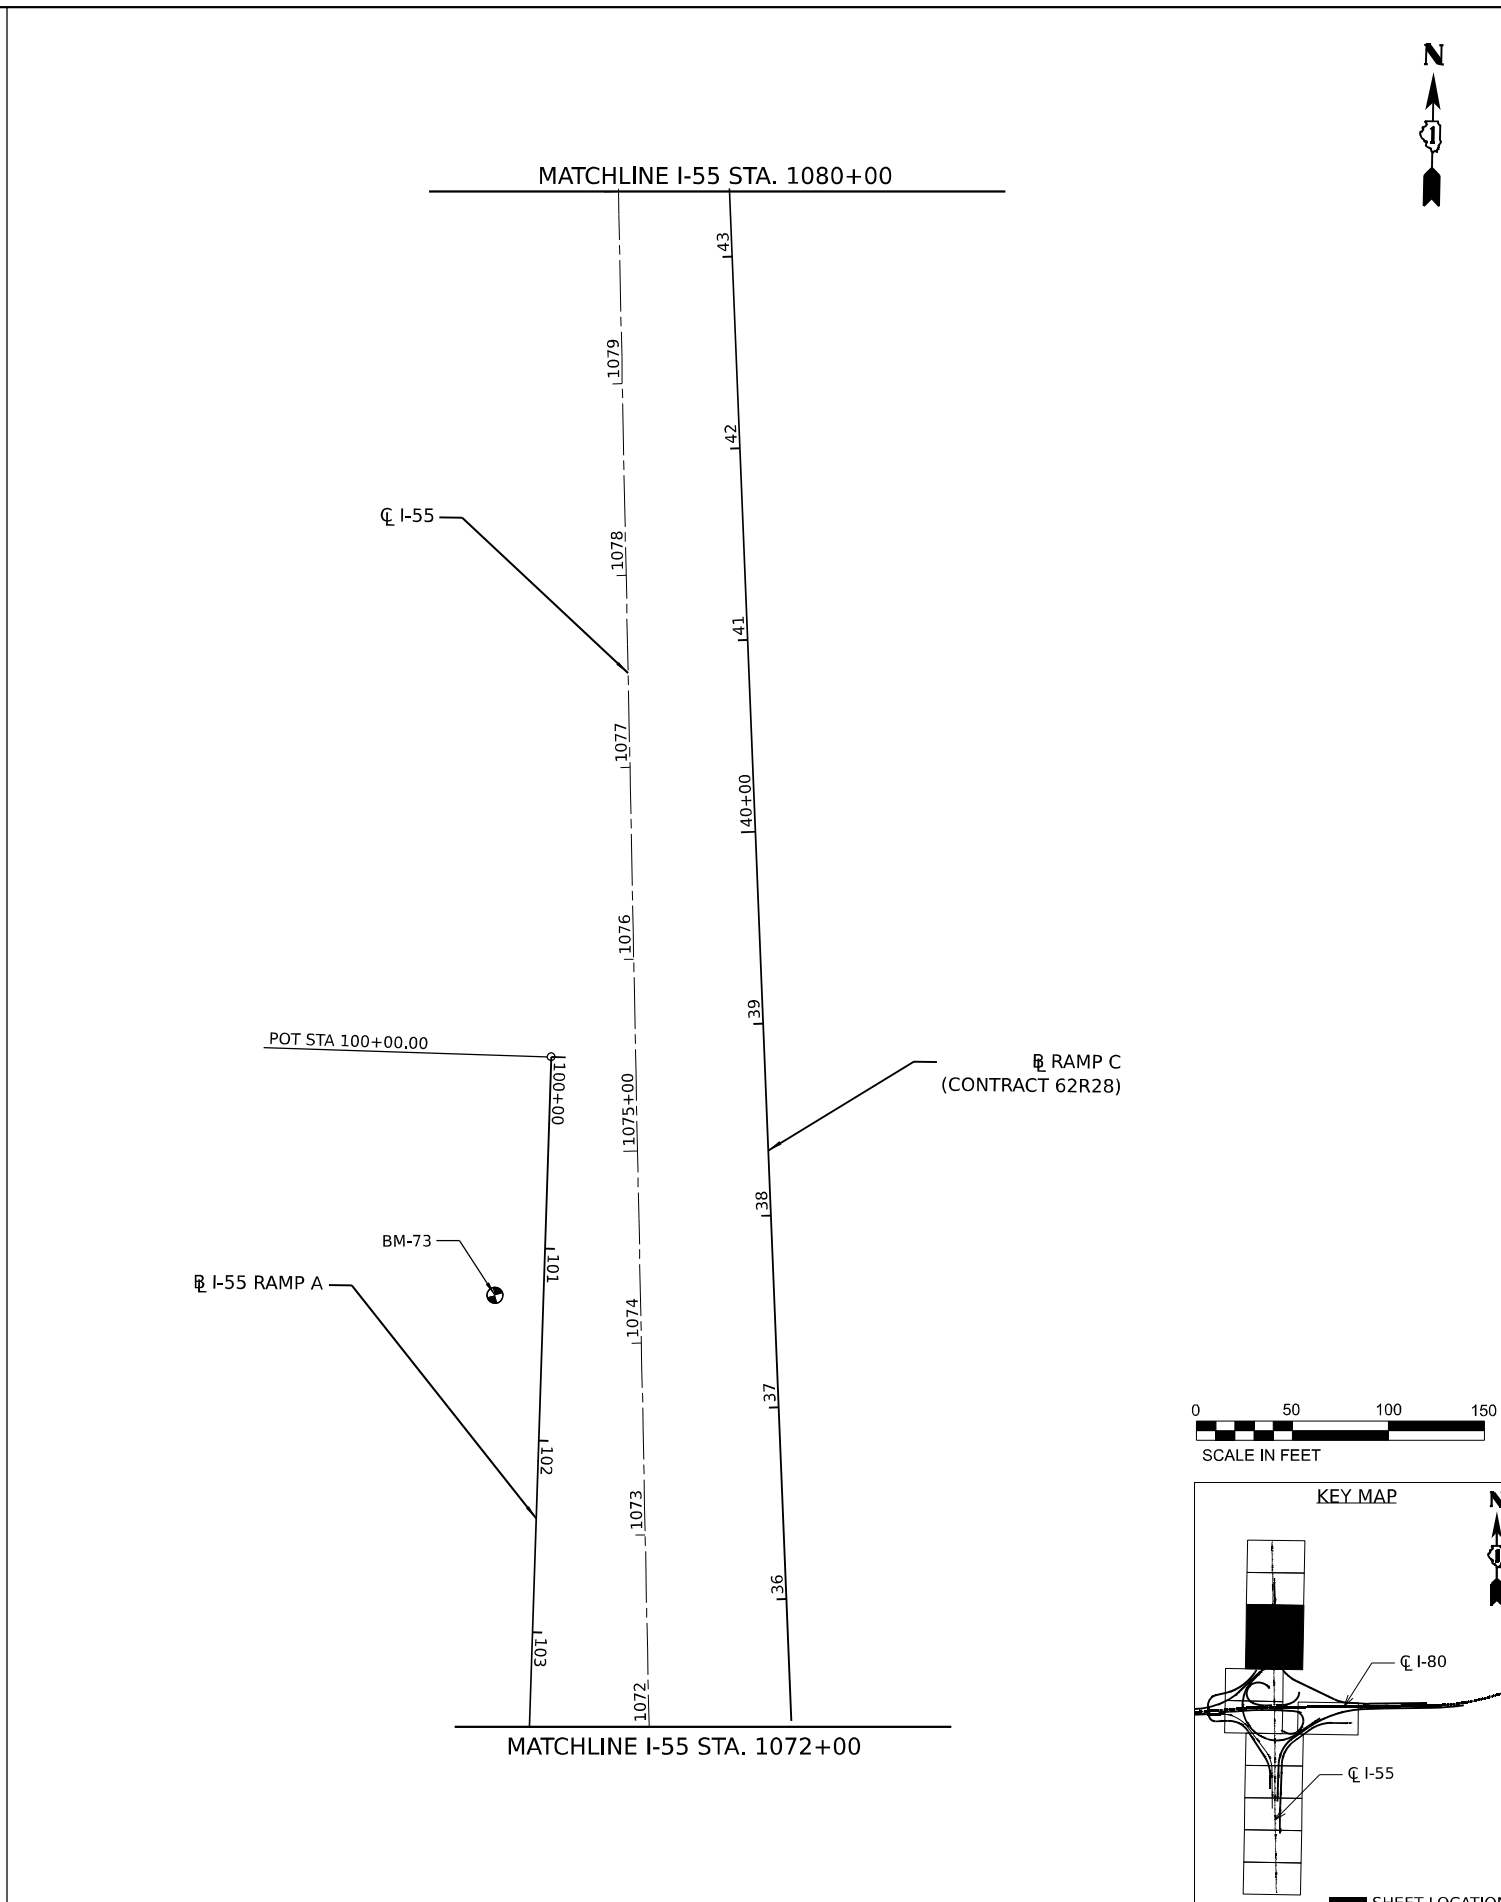 N
1
MATCHLINE I-55 STA. 1080+00
43
1079
42
℄ I-55
1078
41
1077
40+00
1076
39
POT STA 100+00.00
100+00
1075+00
B̲L RAMP C
(CONTRACT 62R28)
38
BM-73
101
B̲L I-55 RAMP A
1074
37
102
1073
36
103
1072
MATCHLINE I-55 STA. 1072+00
0 50 100 150
SCALE IN FEET
KEY MAP
N
℄ I-80
℄ I-55
SHEET LOCATION